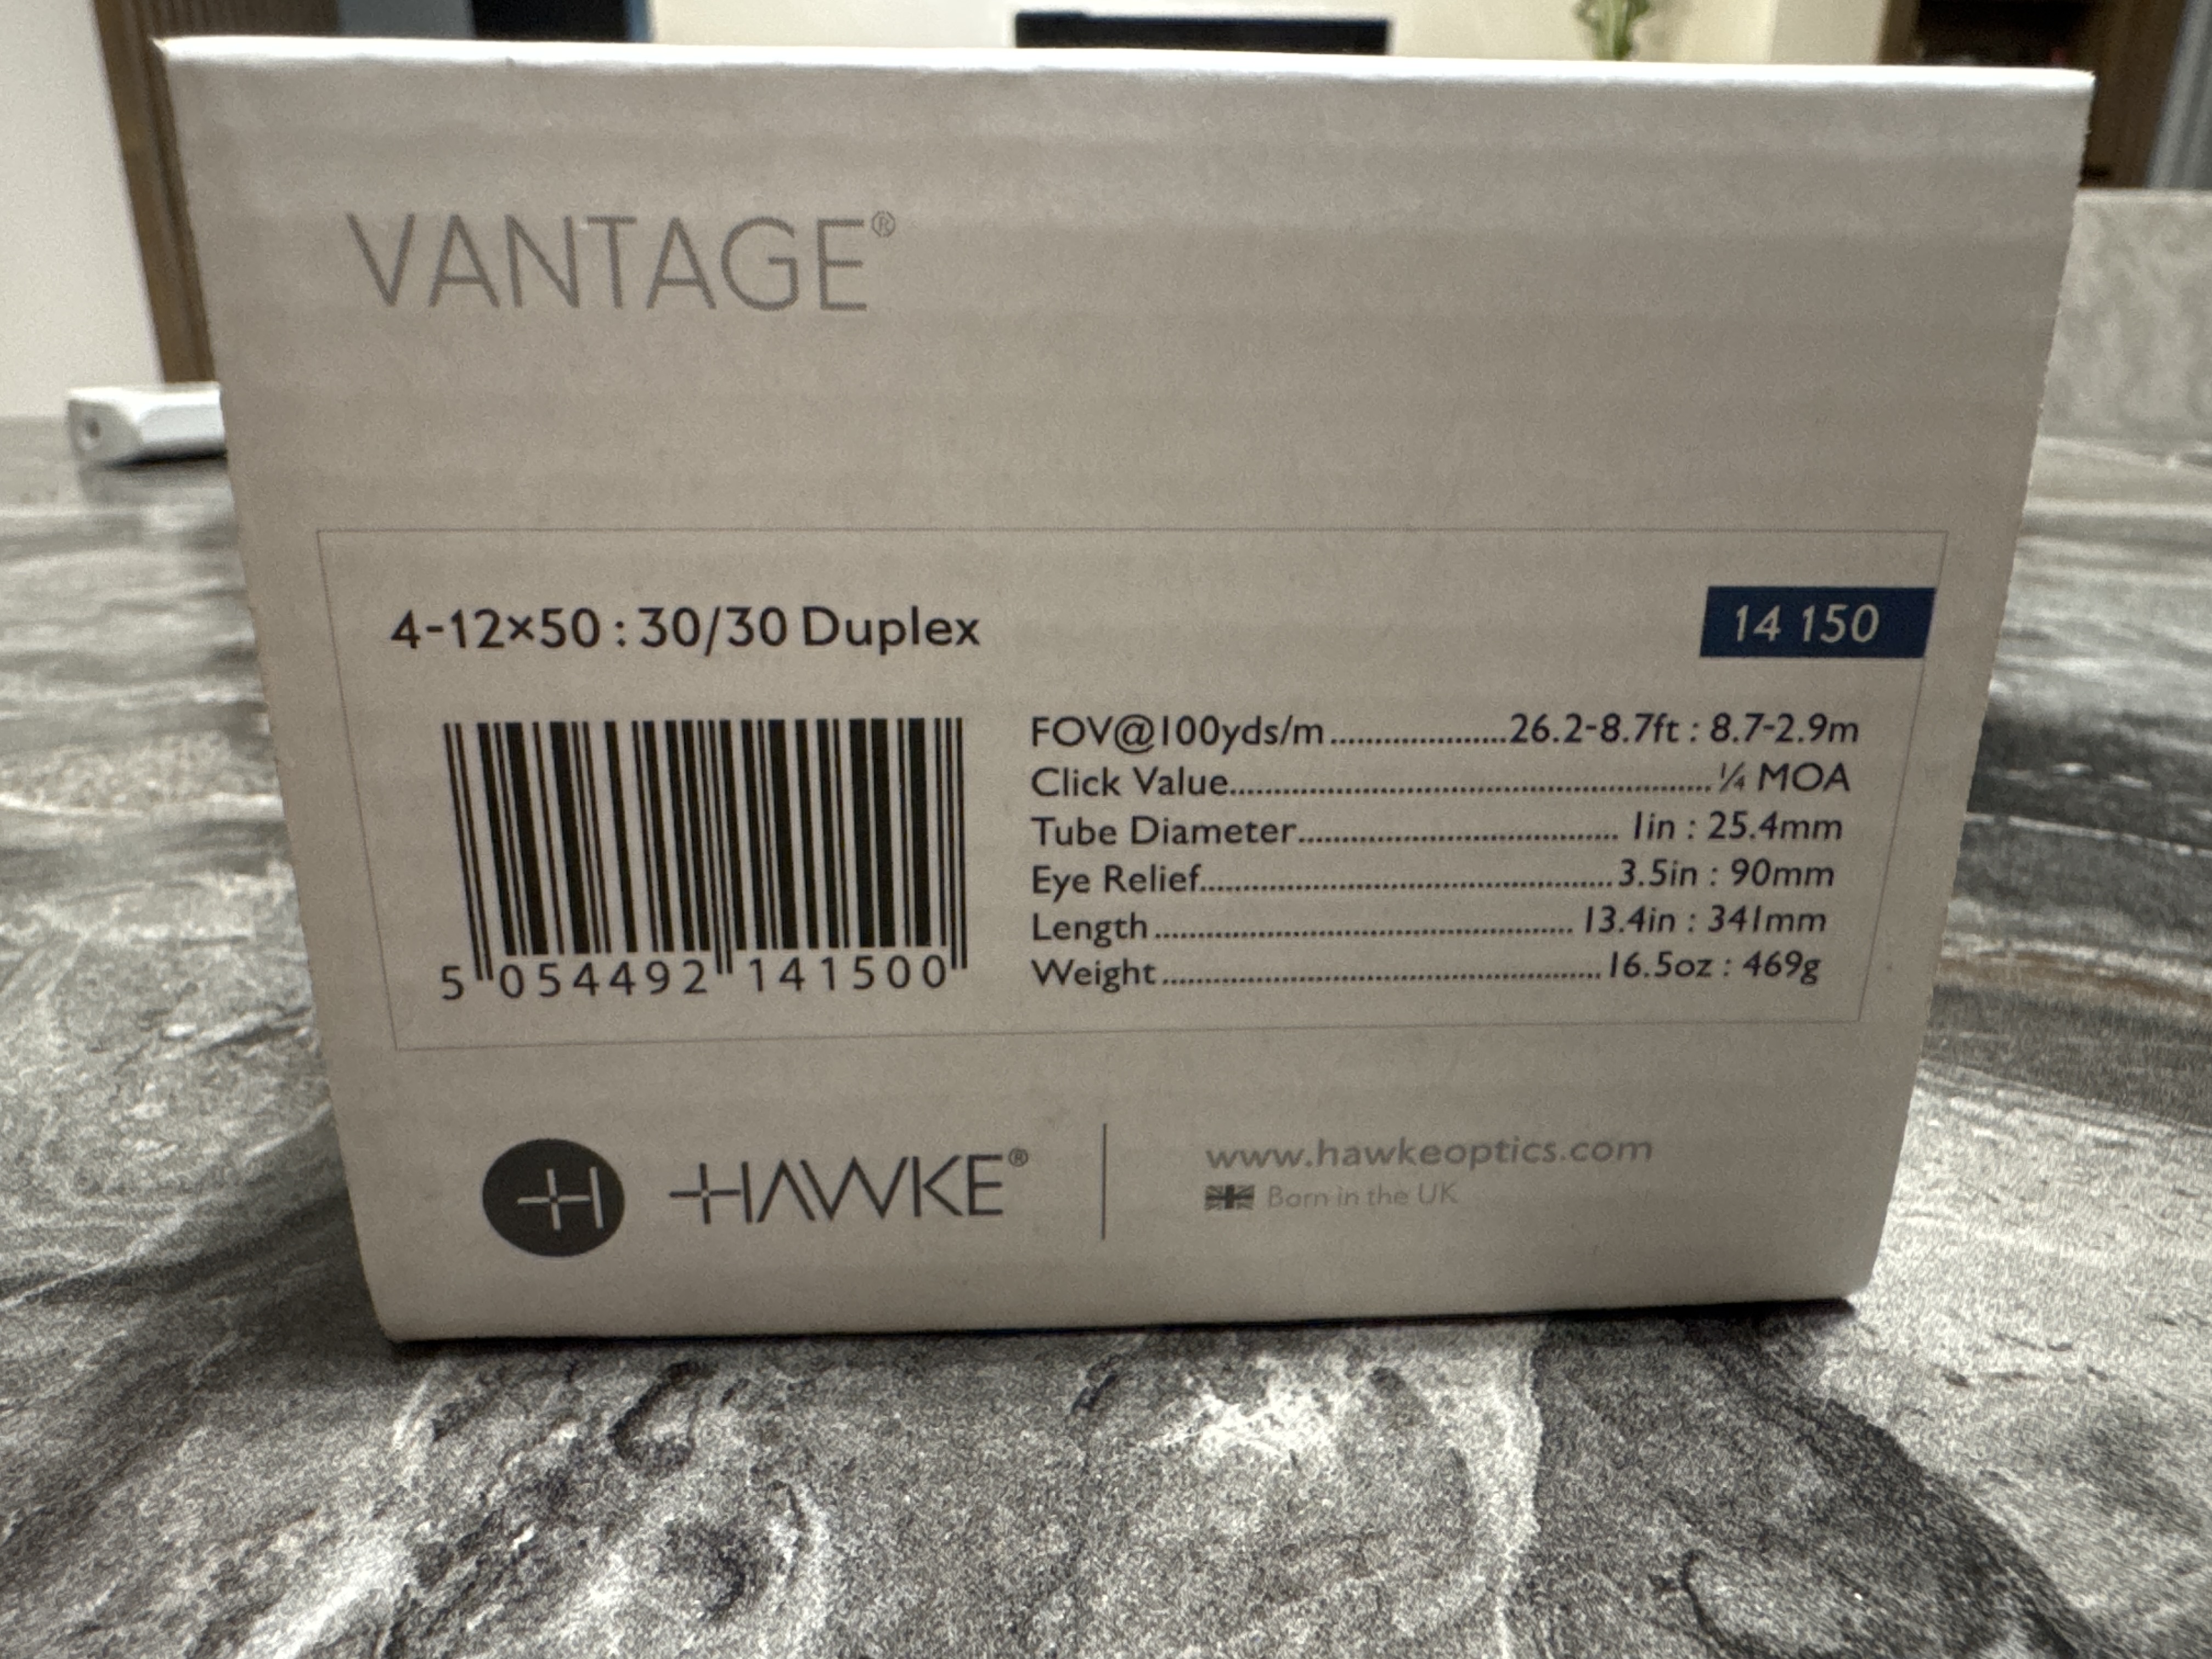 VANTAGE®
4-12×50 : 30/30 Duplex
14 150
FOV@100yds/m....................26.2-8.7ft : 8.7-2.9m
Click Value......................................................¼ MOA
Tube Diameter..................................... 1in : 25.4mm
Eye Relief...............................................3.5in : 90mm
Length................................................ 13.4in : 341mm
Weight..................................................16.5oz : 469g
5 054492 141500
HAWKE®
www.hawkeoptics.com
Born in the UK